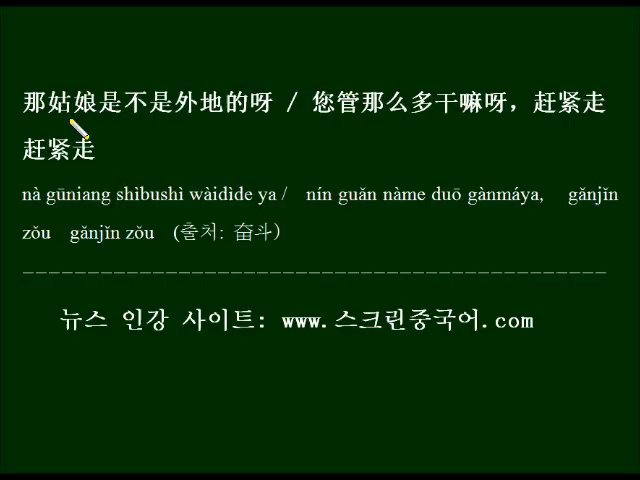 那姑娘是不是外地的呀 / 您管那么多干嘛呀，赶紧走
赶紧走
nà gūniang shìbushì wàidìde ya / nín guǎn nàme duō gànmáya, gǎnjǐn
zǒu gǎnjǐn zǒu (출처: 奋斗)
----------------------------------------------
뉴스 인강 사이트: www.스크린중국어.com